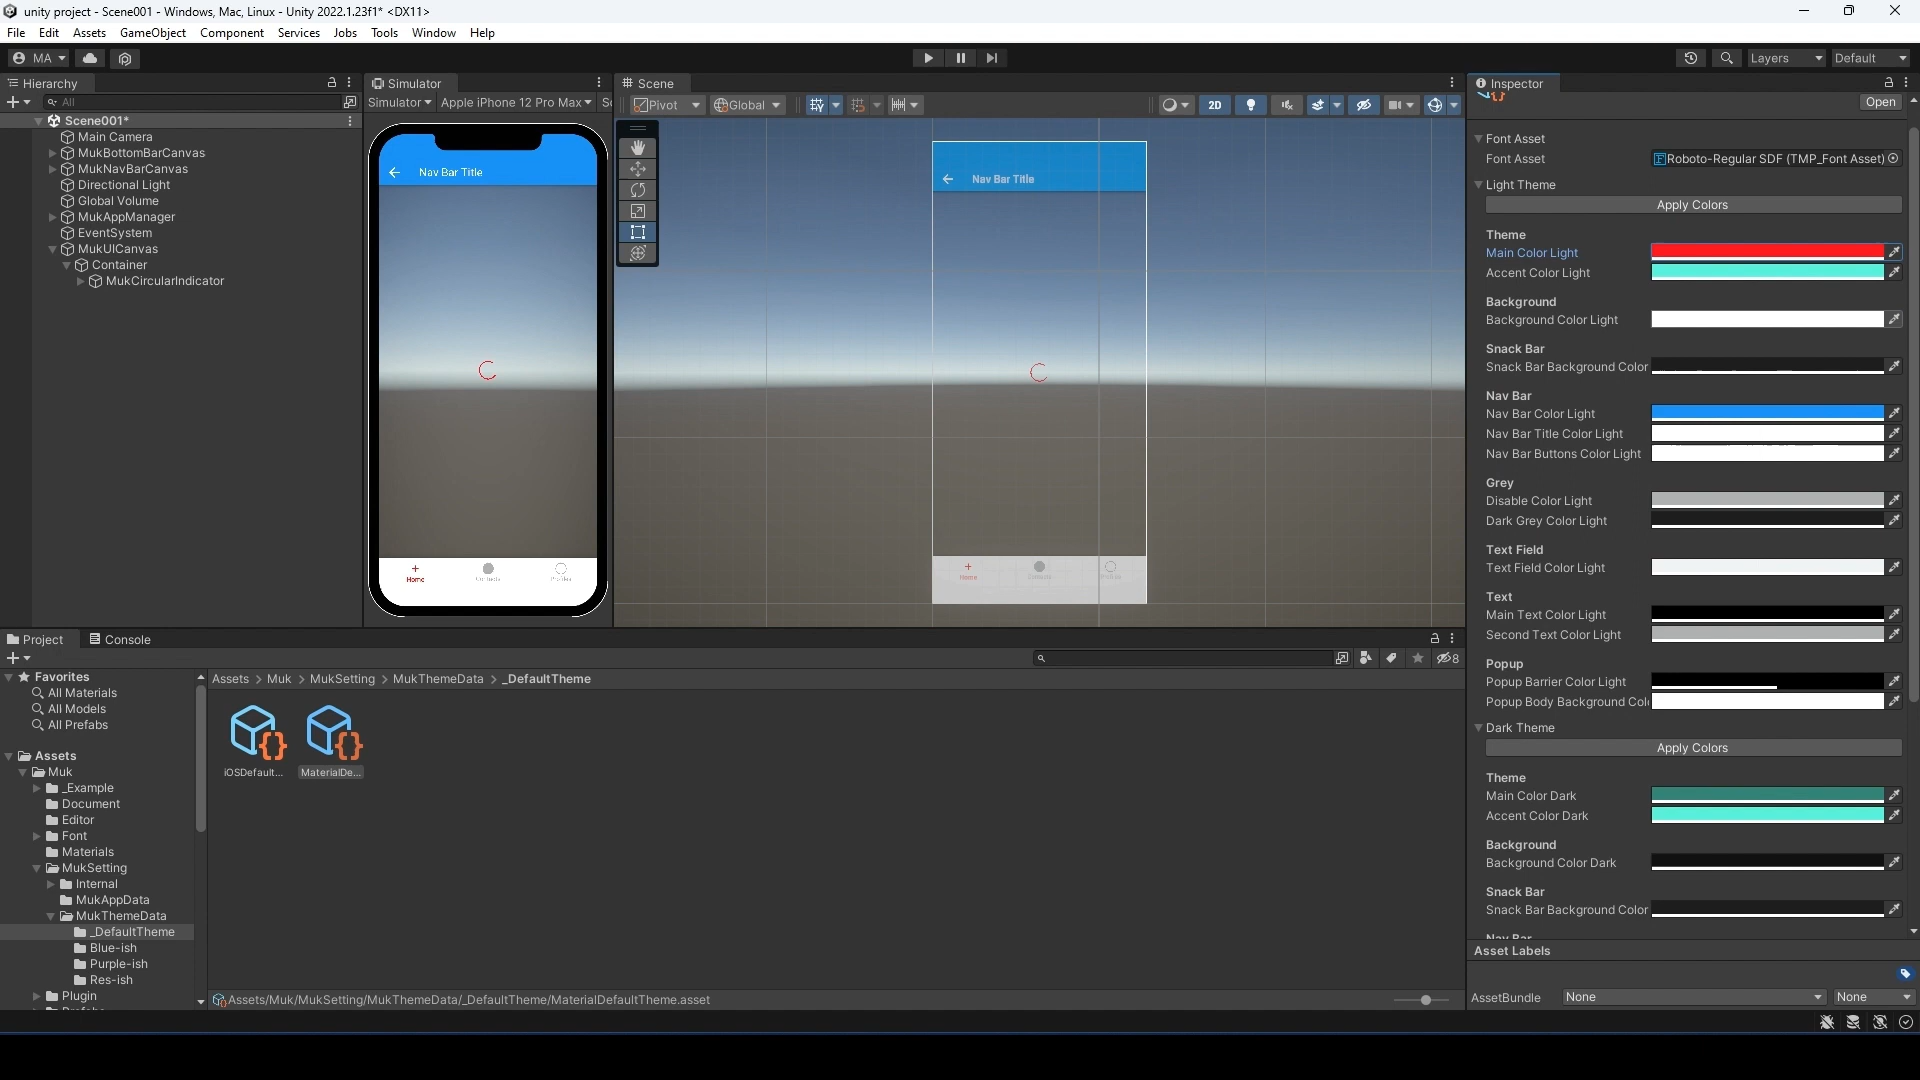 unity project - Scene001 - Windows, Mac, Linux - Unity 2022.1.23f1* <DX11>
File Edit Assets GameObject Component Services Jobs Tools Window Help
MA
Layers
Default
Hierarchy
All
Scene001*
Main Camera
MukBottomBarCanvas
MukNavBarCanvas
Directional Light
Global Volume
MukAppManager
EventSystem
MukUICanvas
Container
MukCircularIndicator
Simulator
Simulator Apple iPhone 12 Pro Max Sc
Nav Bar Title
Home
Scene
Pivot Global
2D
Nav Bar Title
Home
Inspector
Open
Font Asset
Font Asset Roboto-Regular SDF (TMP_Font Asset)
Light Theme
Apply Colors
Theme
Main Color Light
Accent Color Light
Background
Background Color Light
Snack Bar
Snack Bar Background Color
Nav Bar
Nav Bar Color Light
Nav Bar Title Color Light
Nav Bar Buttons Color Light
Grey
Disable Color Light
Dark Grey Color Light
Text Field
Text Field Color Light
Text
Main Text Color Light
Second Text Color Light
Popup
Popup Barrier Color Light
Popup Body Background Col
Dark Theme
Apply Colors
Theme
Main Color Dark
Accent Color Dark
Background
Background Color Dark
Snack Bar
Snack Bar Background Color
Nav Bar
Asset Labels
AssetBundle None None
Project Console
8
Favorites
All Materials
All Models
All Prefabs
Assets
Muk
_Example
Document
Editor
Font
Materials
MukSetting
Internal
MukAppData
MukThemeData
_DefaultTheme
Blue-ish
Purple-ish
Res-ish
Plugin
Assets > Muk > MukSetting > MukThemeData > _DefaultTheme
iOSDefault...
MaterialDe...
Assets/Muk/MukSetting/MukThemeData/_DefaultTheme/MaterialDefaultTheme.asset